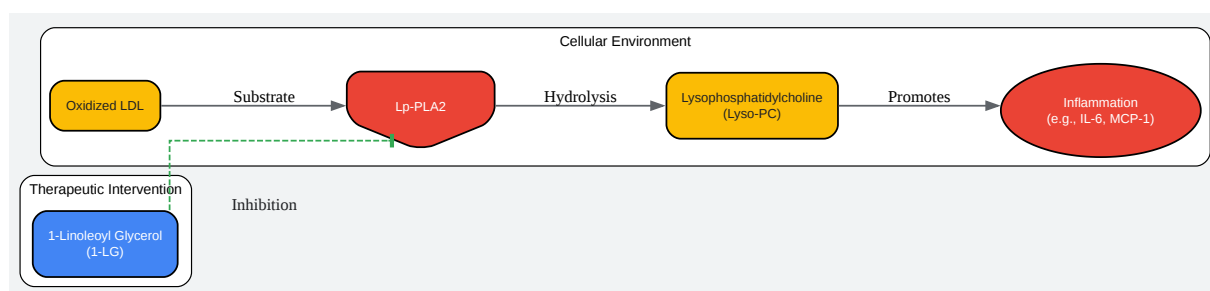 Cellular Environment
Oxidized LDL
Substrate
Lp-PLA2
Hydrolysis
Lysophosphatidylcholine
(Lyso-PC)
Promotes
Inflammation
(e.g., IL-6, MCP-1)
Therapeutic Intervention
1-Linoleoyl Glycerol
(1-LG)
Inhibition